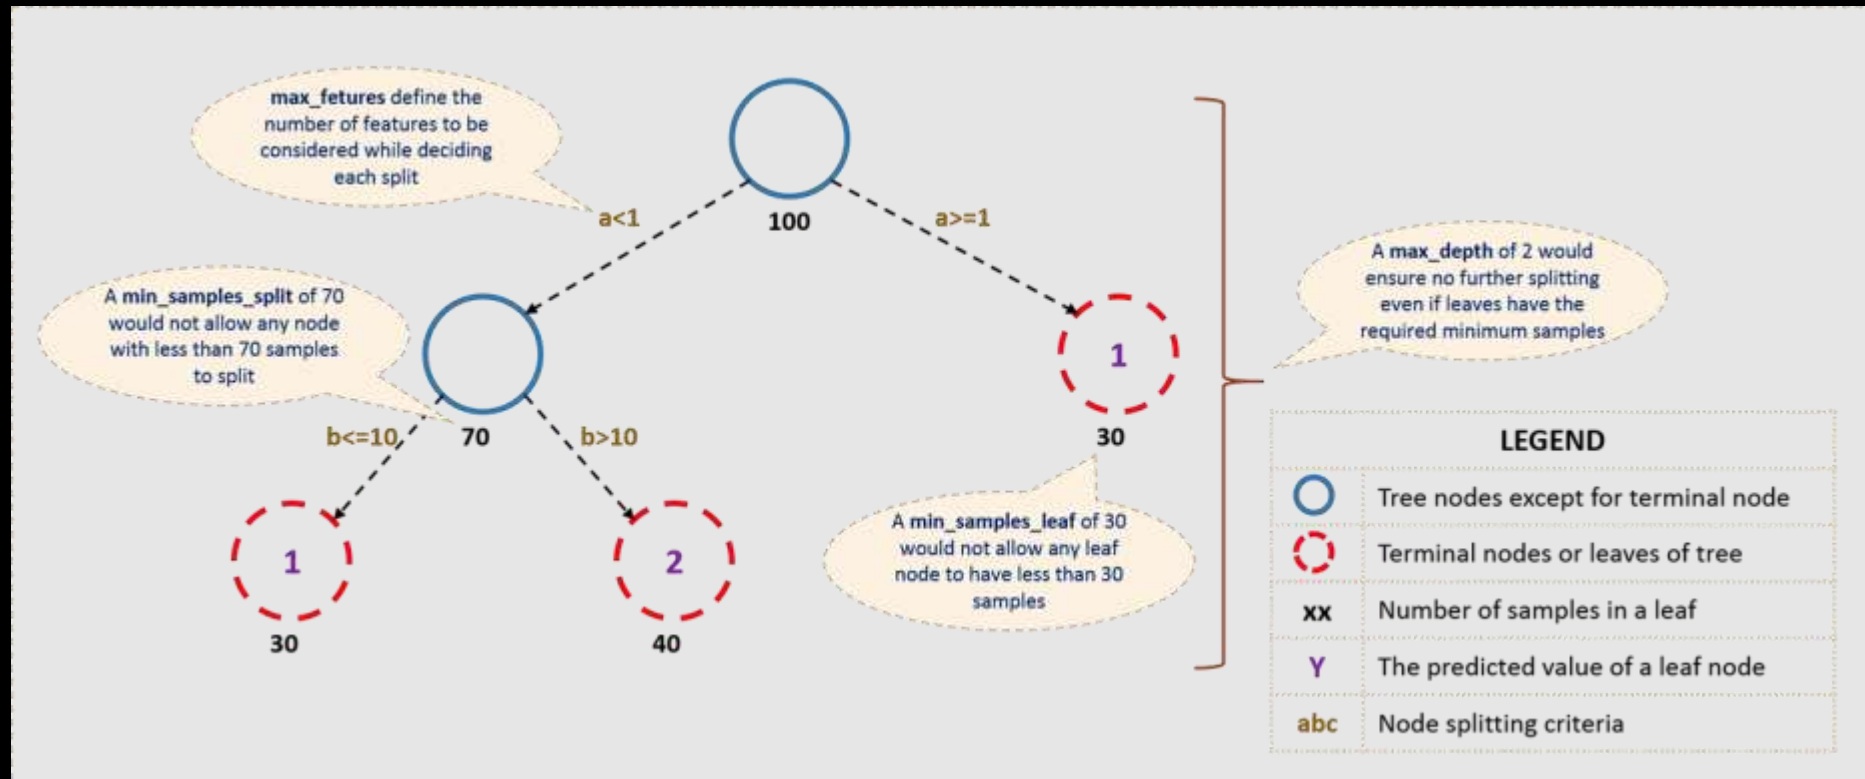 max_fetures define the
number of features to be
considered while deciding
each split
a<1
100
a>=1
A min_samples_split of 70
would not allow any node
with less than 70 samples
to split
A max_depth of 2 would
ensure no further splitting
even if leaves have the
required minimum samples
1
b<=10
70
b>10
30
1
30
2
40
A min_samples_leaf of 30
would not allow any leaf
node to have less than 30
samples
LEGEND
Tree nodes except for terminal node
Terminal nodes or leaves of tree
xx Number of samples in a leaf
Y The predicted value of a leaf node
abc Node splitting criteria